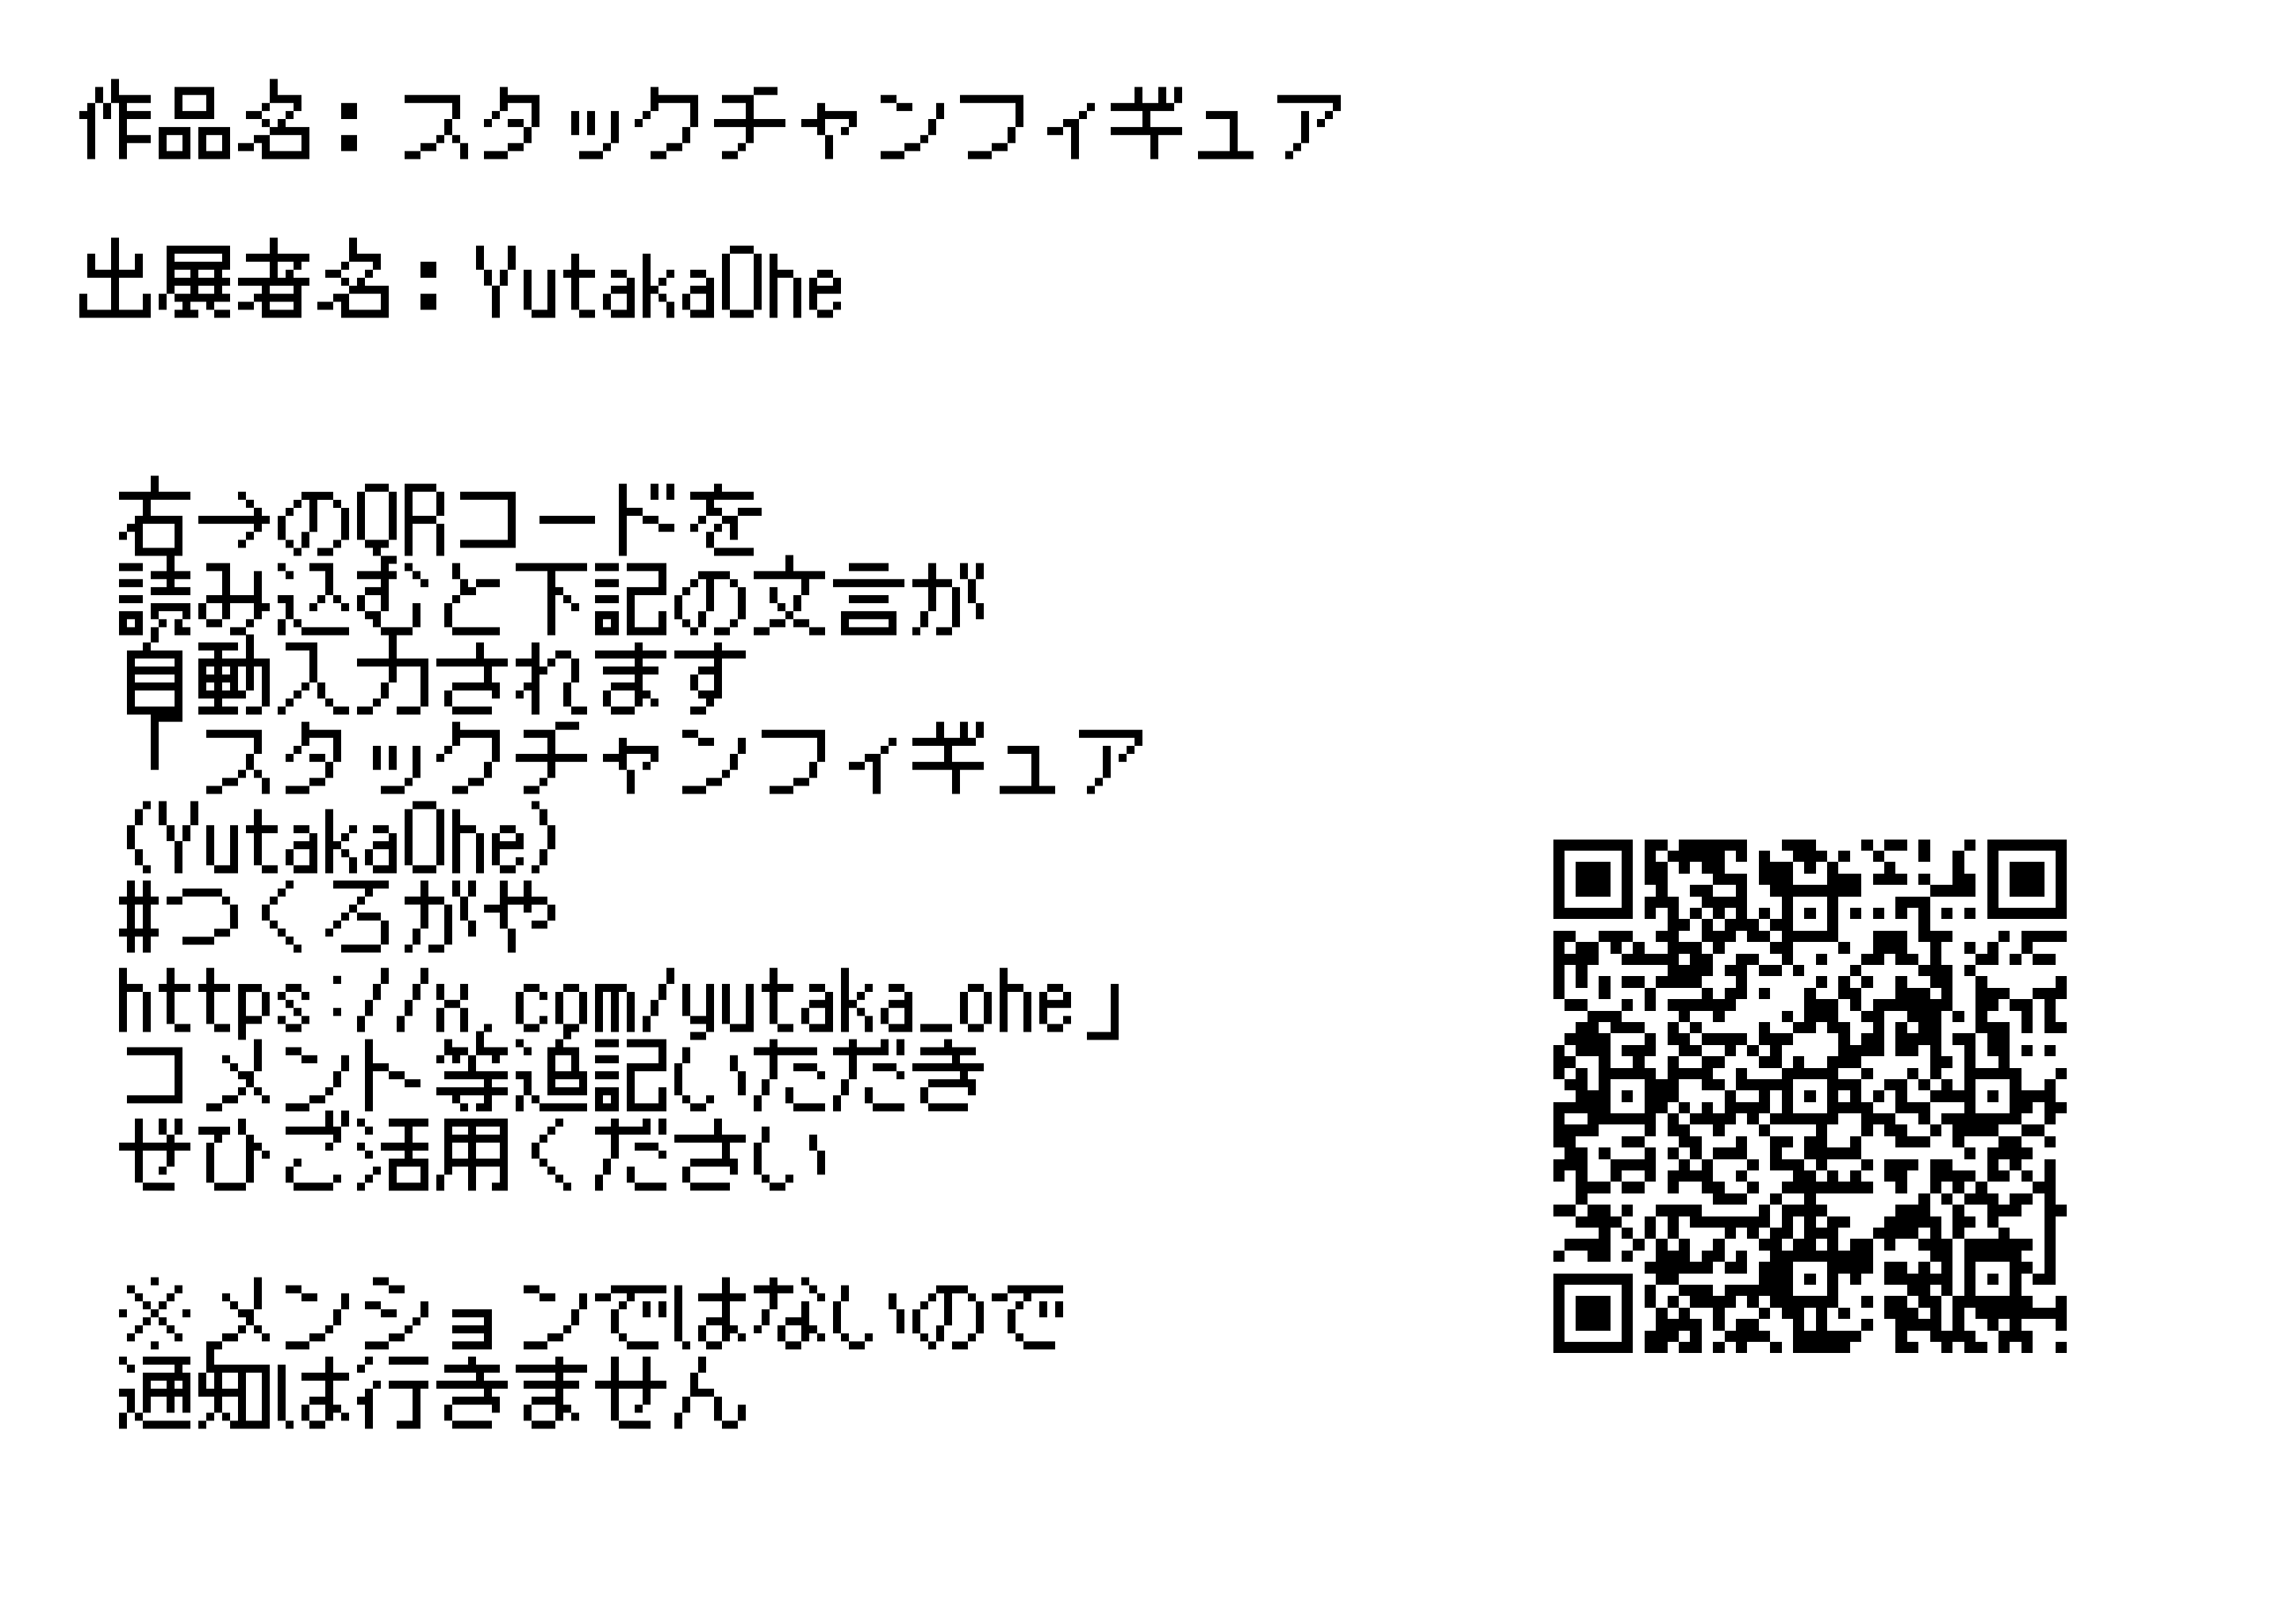 作品名：スタックチャンフィギュア
出展者名：YutakaOhe
右→のQRコードを
読み込むと下記の文言が
自動入力されます
「スタックチャンフィギュア
(YutakaOhe)
#つくろがや
https://x.com/yutaka_ohe」
コメント等追記いただき
ぜひご活用ください
※メンションではないので
通知は行きません